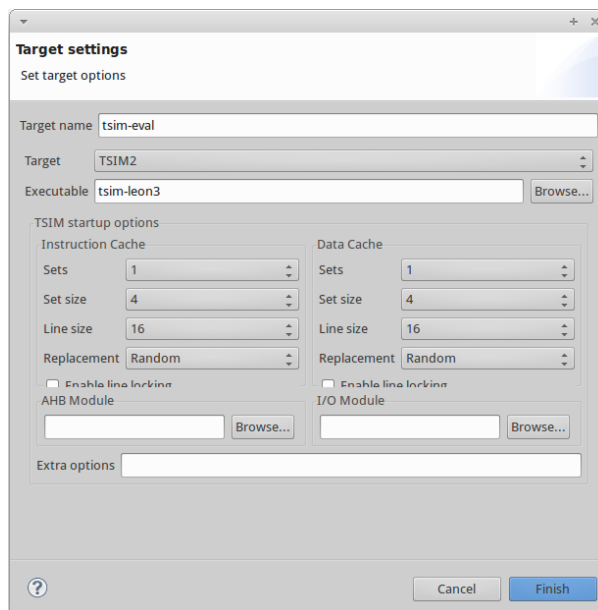 Target settings
Set target options
Target name tsim-eval
Target TSIM2
Executable tsim-leon3 Browse...
TSIM startup options
Instruction Cache Data Cache
Sets 1 Sets 1
Set size 4 Set size 4
Line size 16 Line size 16
Replacement Random Replacement Random
Enable line locking Enable line locking
AHB Module I/O Module
Browse... Browse...
Extra options
? Cancel Finish